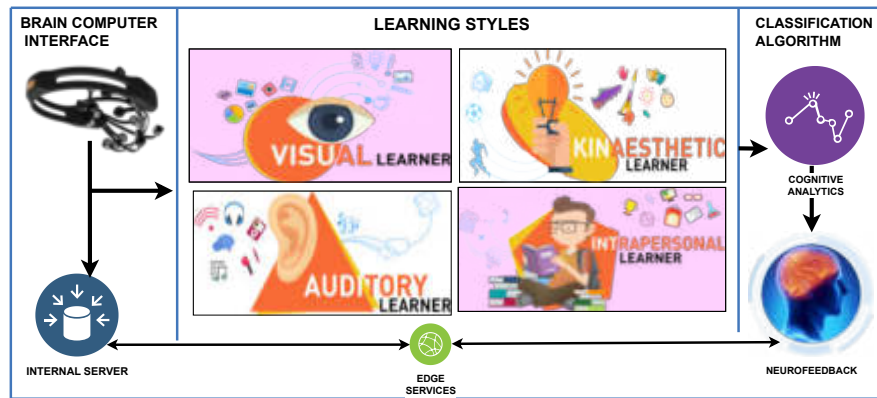 BRAIN COMPUTER
INTERFACE
LEARNING STYLES
CLASSIFICATION
ALGORITHM
VISUAL LEARNER
KINAESTHETIC
LEARNER
AUDITORY
LEARNER
INTRAPERSONAL
LEARNER
COGNITIVE
ANALYTICS
INTERNAL SERVER
EDGE
SERVICES
NEUROFEEDBACK